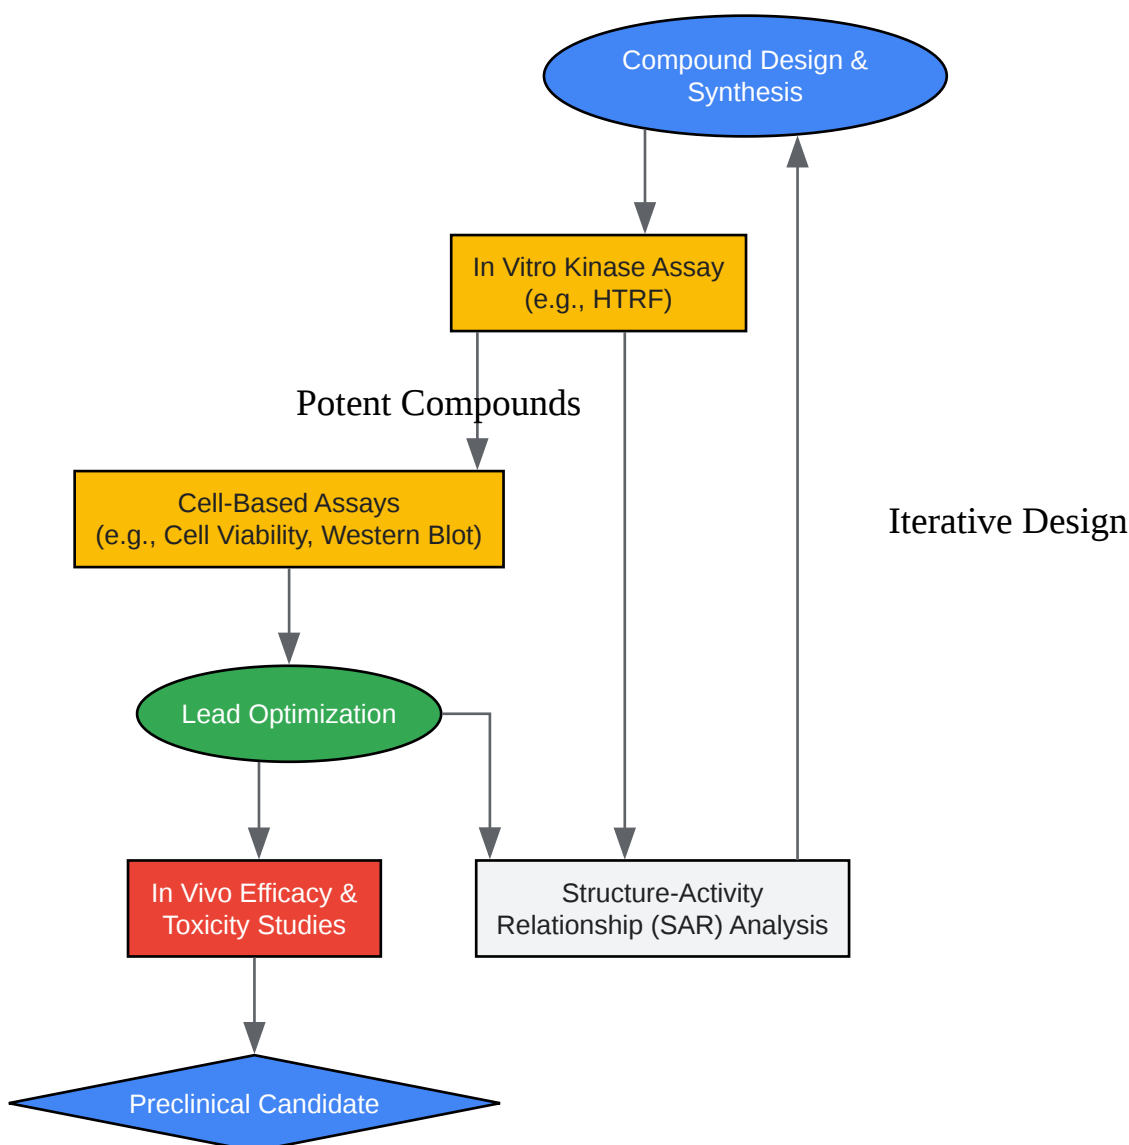 Compound Design &
Synthesis
In Vitro Kinase Assay
(e.g., HTRF)
Potent Compounds
Cell-Based Assays
(e.g., Cell Viability, Western Blot)
Iterative Design
Lead Optimization
In Vivo Efficacy &
Toxicity Studies
Structure-Activity
Relationship (SAR) Analysis
Preclinical Candidate